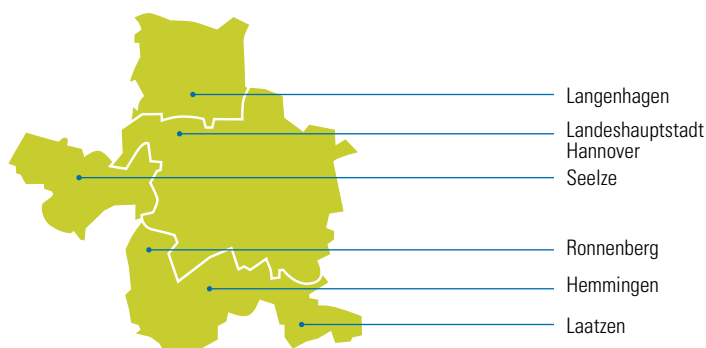 Langenhagen
Landeshauptstadt
Hannover
Seelze
Ronnenberg
Hemmingen
Laatzen